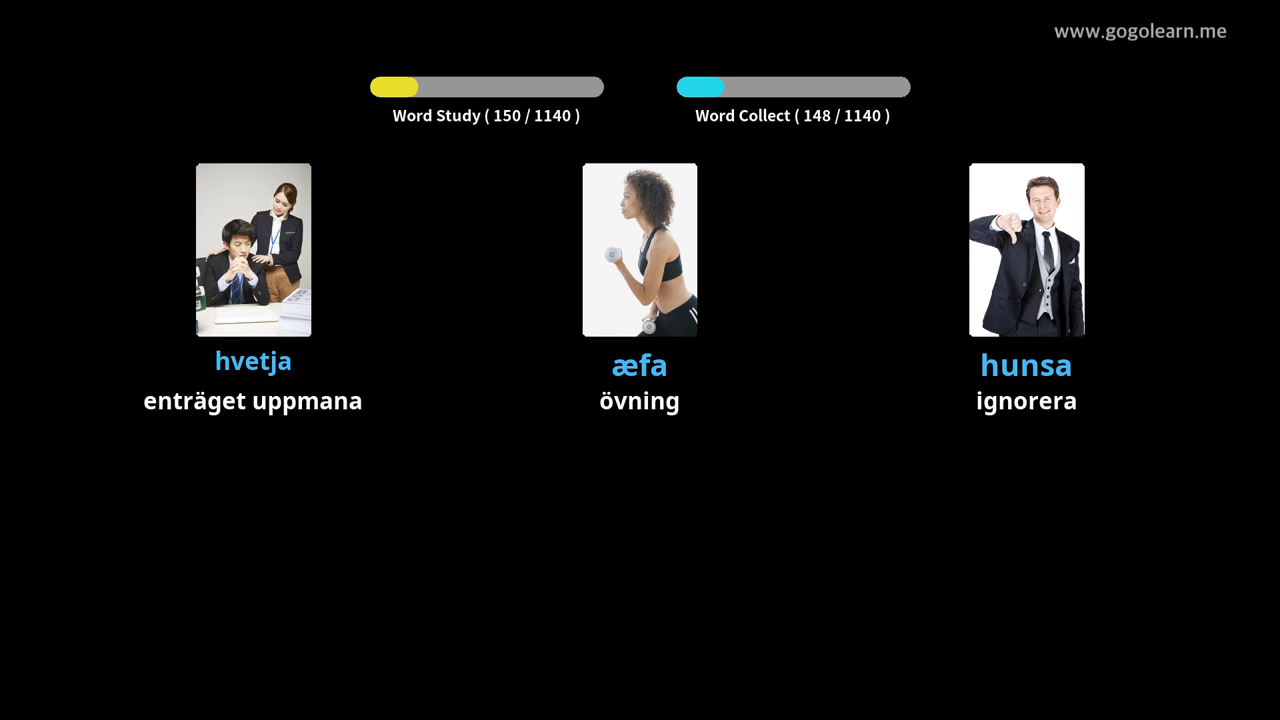 www.gogolearn.me
Word Study ( 150 / 1140 )
Word Collect ( 148 / 1140 )
hvetja
enträget uppmana
æfa
övning
hunsa
ignorera